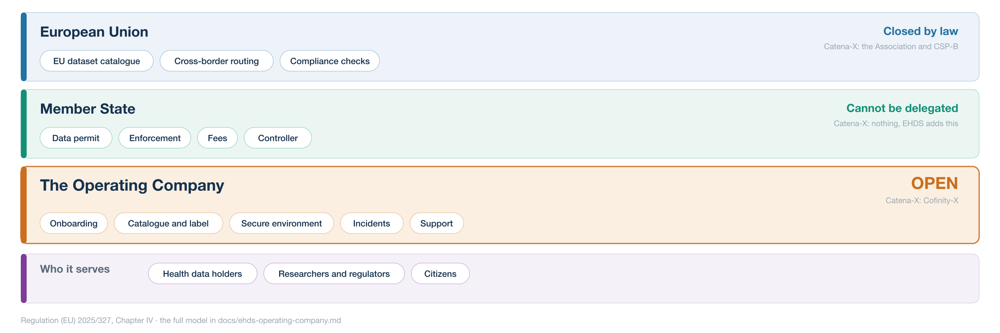 European Union
Closed by law
Catena-X: the Association and CSP-B
EU dataset catalogue
Cross-border routing
Compliance checks
Member State
Cannot be delegated
Catena-X: nothing, EHDS adds this
Data permit
Enforcement
Fees
Controller
The Operating Company
OPEN
Catena-X: Cofinity-X
Onboarding
Catalogue and label
Secure environment
Incidents
Support
Who it serves
Health data holders
Researchers and regulators
Citizens
Regulation (EU) 2025/327, Chapter IV · the full model in docs/ehds-operating-company.md